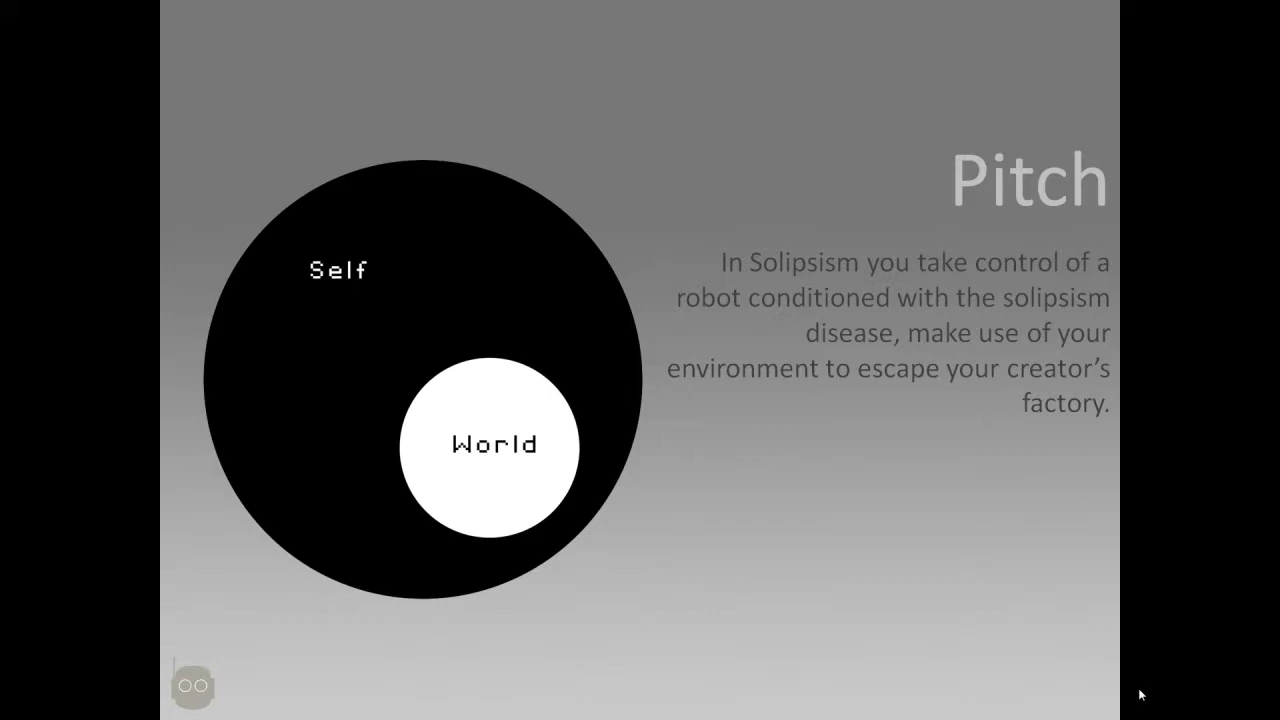 Pitch
Self
World
In Solipsism you take control of a
robot conditioned with the solipsism
disease, make use of your
environment to escape your creator’s
factory.